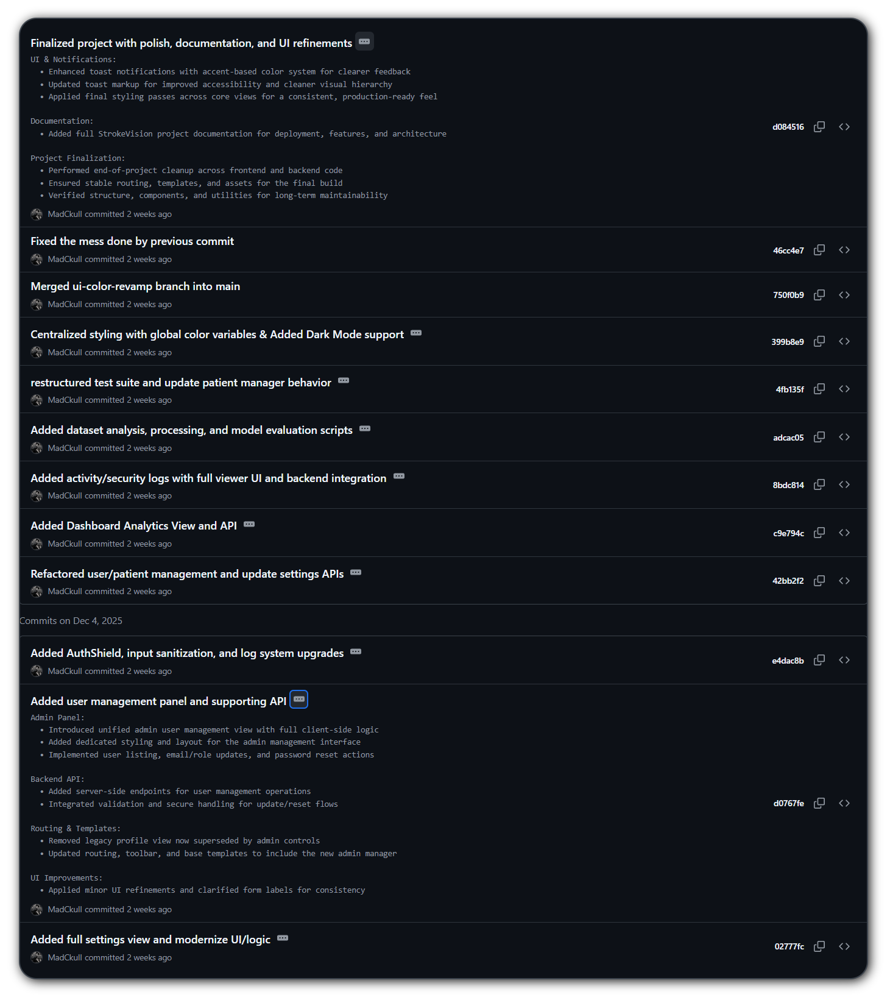 Finalized project with polish, documentation, and UI refinements
UI & Notifications:
• Enhanced toast notifications with accent-based color system for clearer feedback
• Updated toast markup for improved accessibility and cleaner visual hierarchy
• Applied final styling passes across core views for a consistent, production-ready feel
Documentation:
• Added full StrokeVision project documentation for deployment, features, and architecture
d084516
Project Finalization:
• Performed end-of-project cleanup across frontend and backend code
• Ensured stable routing, templates, and assets for the final build
• Verified structure, components, and utilities for long-term maintainability
MadCkull committed 2 weeks ago
Fixed the mess done by previous commit
MadCkull committed 2 weeks ago
46cc4e7
Merged ui-color-revamp branch into main
MadCkull committed 2 weeks ago
750f0b9
Centralized styling with global color variables & Added Dark Mode support
MadCkull committed 2 weeks ago
399b8e9
restructured test suite and update patient manager behavior
MadCkull committed 2 weeks ago
4fb135f
Added dataset analysis, processing, and model evaluation scripts
MadCkull committed 2 weeks ago
adcac05
Added activity/security logs with full viewer UI and backend integration
MadCkull committed 2 weeks ago
8bdc814
Added Dashboard Analytics View and API
MadCkull committed 2 weeks ago
c9e794c
Refactored user/patient management and update settings APIs
MadCkull committed 2 weeks ago
42bb2f2
Commits on Dec 4, 2025
Added AuthShield, input sanitization, and log system upgrades
MadCkull committed 2 weeks ago
e4dac8b
Added user management panel and supporting API
Admin Panel:
• Introduced unified admin user management view with full client-side logic
• Added dedicated styling and layout for the admin management interface
• Implemented user listing, email/role updates, and password reset actions
Backend API:
• Added server-side endpoints for user management operations
• Integrated validation and secure handling for update/reset flows
d0767fe
Routing & Templates:
• Removed legacy profile view now superseded by admin controls
• Updated routing, toolbar, and base templates to include the new admin manager
UI Improvements:
• Applied minor UI refinements and clarified form labels for consistency
MadCkull committed 2 weeks ago
Added full settings view and modernize UI/logic
MadCkull committed 2 weeks ago
02777fc